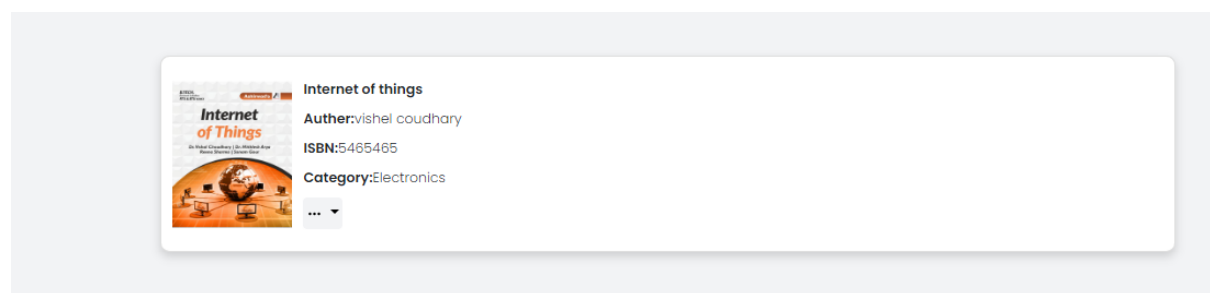 Internet
of Things
Internet of things
Auther:vishel coudhary
ISBN:5465465
Category:Electronics
...